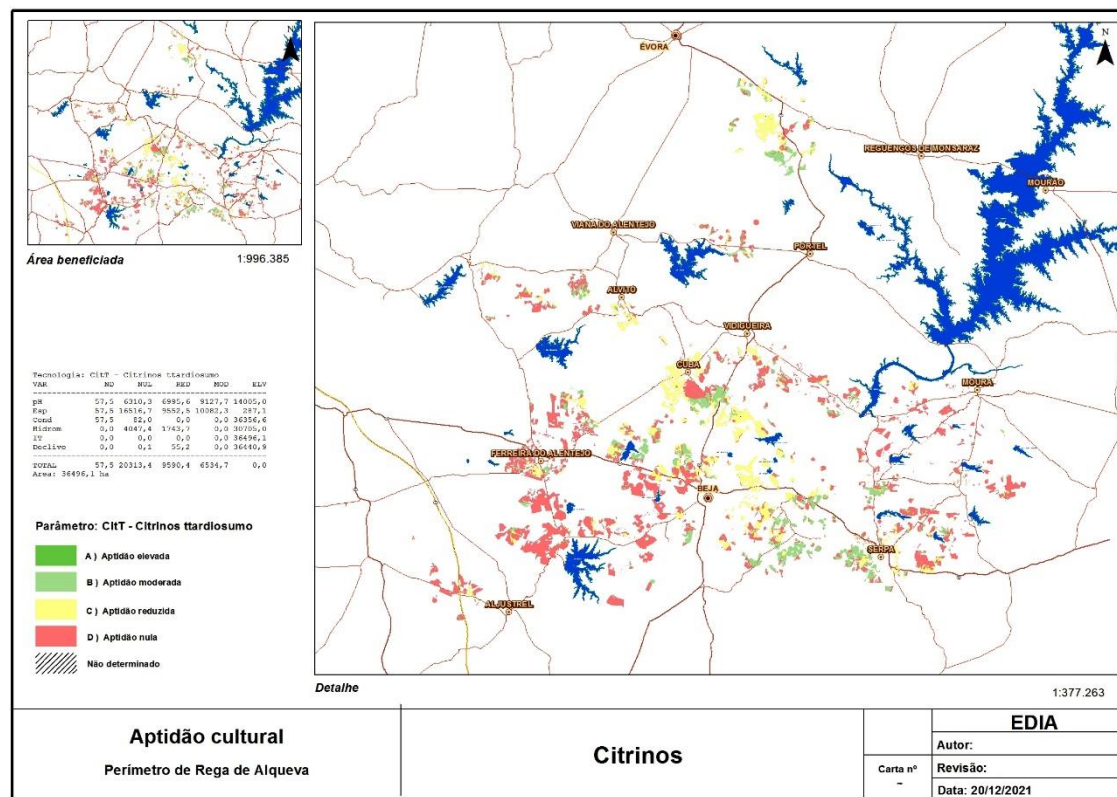 N
Área beneficiada
1:996.385
Tecnologia: CitT - Citrinos ttardiosumo
VAR ND NUL RED MOD ELV
pH 57,5 6310,3 6995,6 9127,7 14005,0
Esp 57,5 16516,7 9552,5 10082,3 287,1
Cond 57,5 82,0 0,0 0,0 36356,6
Hidrom 0,0 4047,4 1743,7 0,0 30705,0
IT 0,0 0,0 0,0 0,0 36496,1
Declive 0,0 0,1 55,2 0,0 36440,9
TOTAL 57,5 20313,4 9590,4 6534,7 0,0
Area: 36496,1 ha
Parâmetro: CitT - Citrinos ttardiosumo
A ) Aptidão elevada
B ) Aptidão moderada
C ) Aptidão reduzida
D ) Aptidão nula
Não determinado
N
ÉVORA
REGUENGOS DE MONSARAZ
MOURÃO
VIANA DO ALENTEJO
PORTEL
ALVITO
VIDIGUEIRA
CUBA
MOURA
FERREIRA DO ALENTEJO
BEJA
SERPA
ALJUSTREL
Detalhe
1:377.263
Aptidão cultural
Perímetro de Rega de Alqueva
Citrinos
Carta nº
-
EDIA
Autor:
Revisão:
Data: 20/12/2021